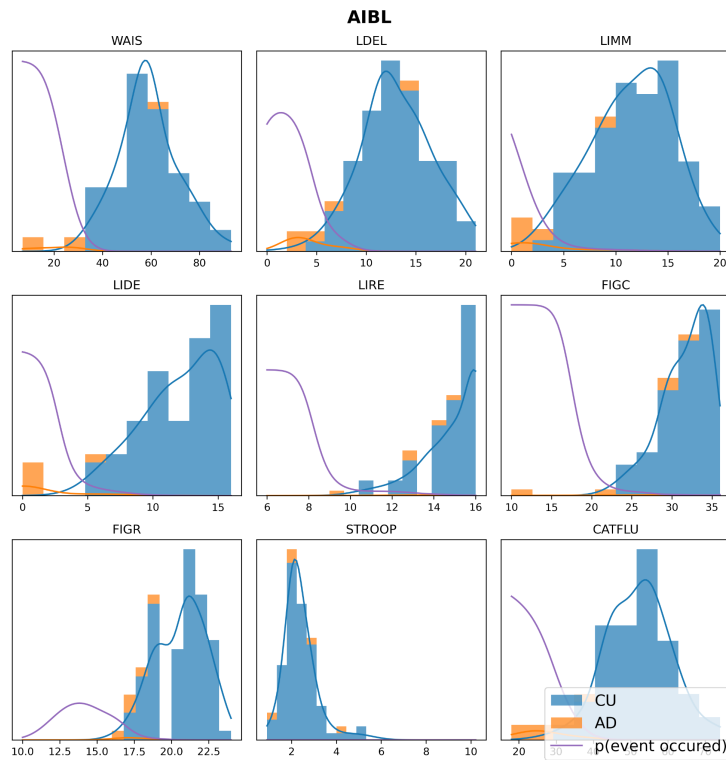 AIBL
WAIS LDEL LIMM
20 40 60 80 0 5 10 15 20 0 5 10 15 20
LIDE LIRE FIGC
0 5 10 15 6 8 10 12 14 16 10 15 20 25 30 35
FIGR STROOP CATFLU
CU
AD
p(event occured)
10.0 12.5 15.0 17.5 20.0 22.5 2 4 6 8 10 20 30